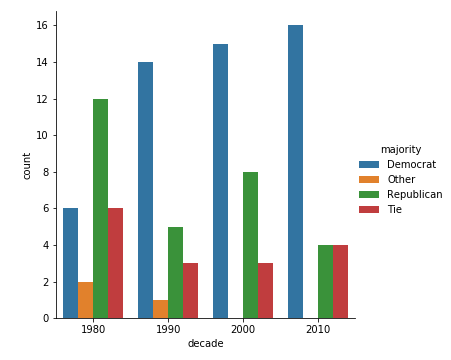 16
14
12
10
8
6
4
2
0
count
1980
1990
2000
2010
decade
majority
Democrat
Other
Republican
Tie